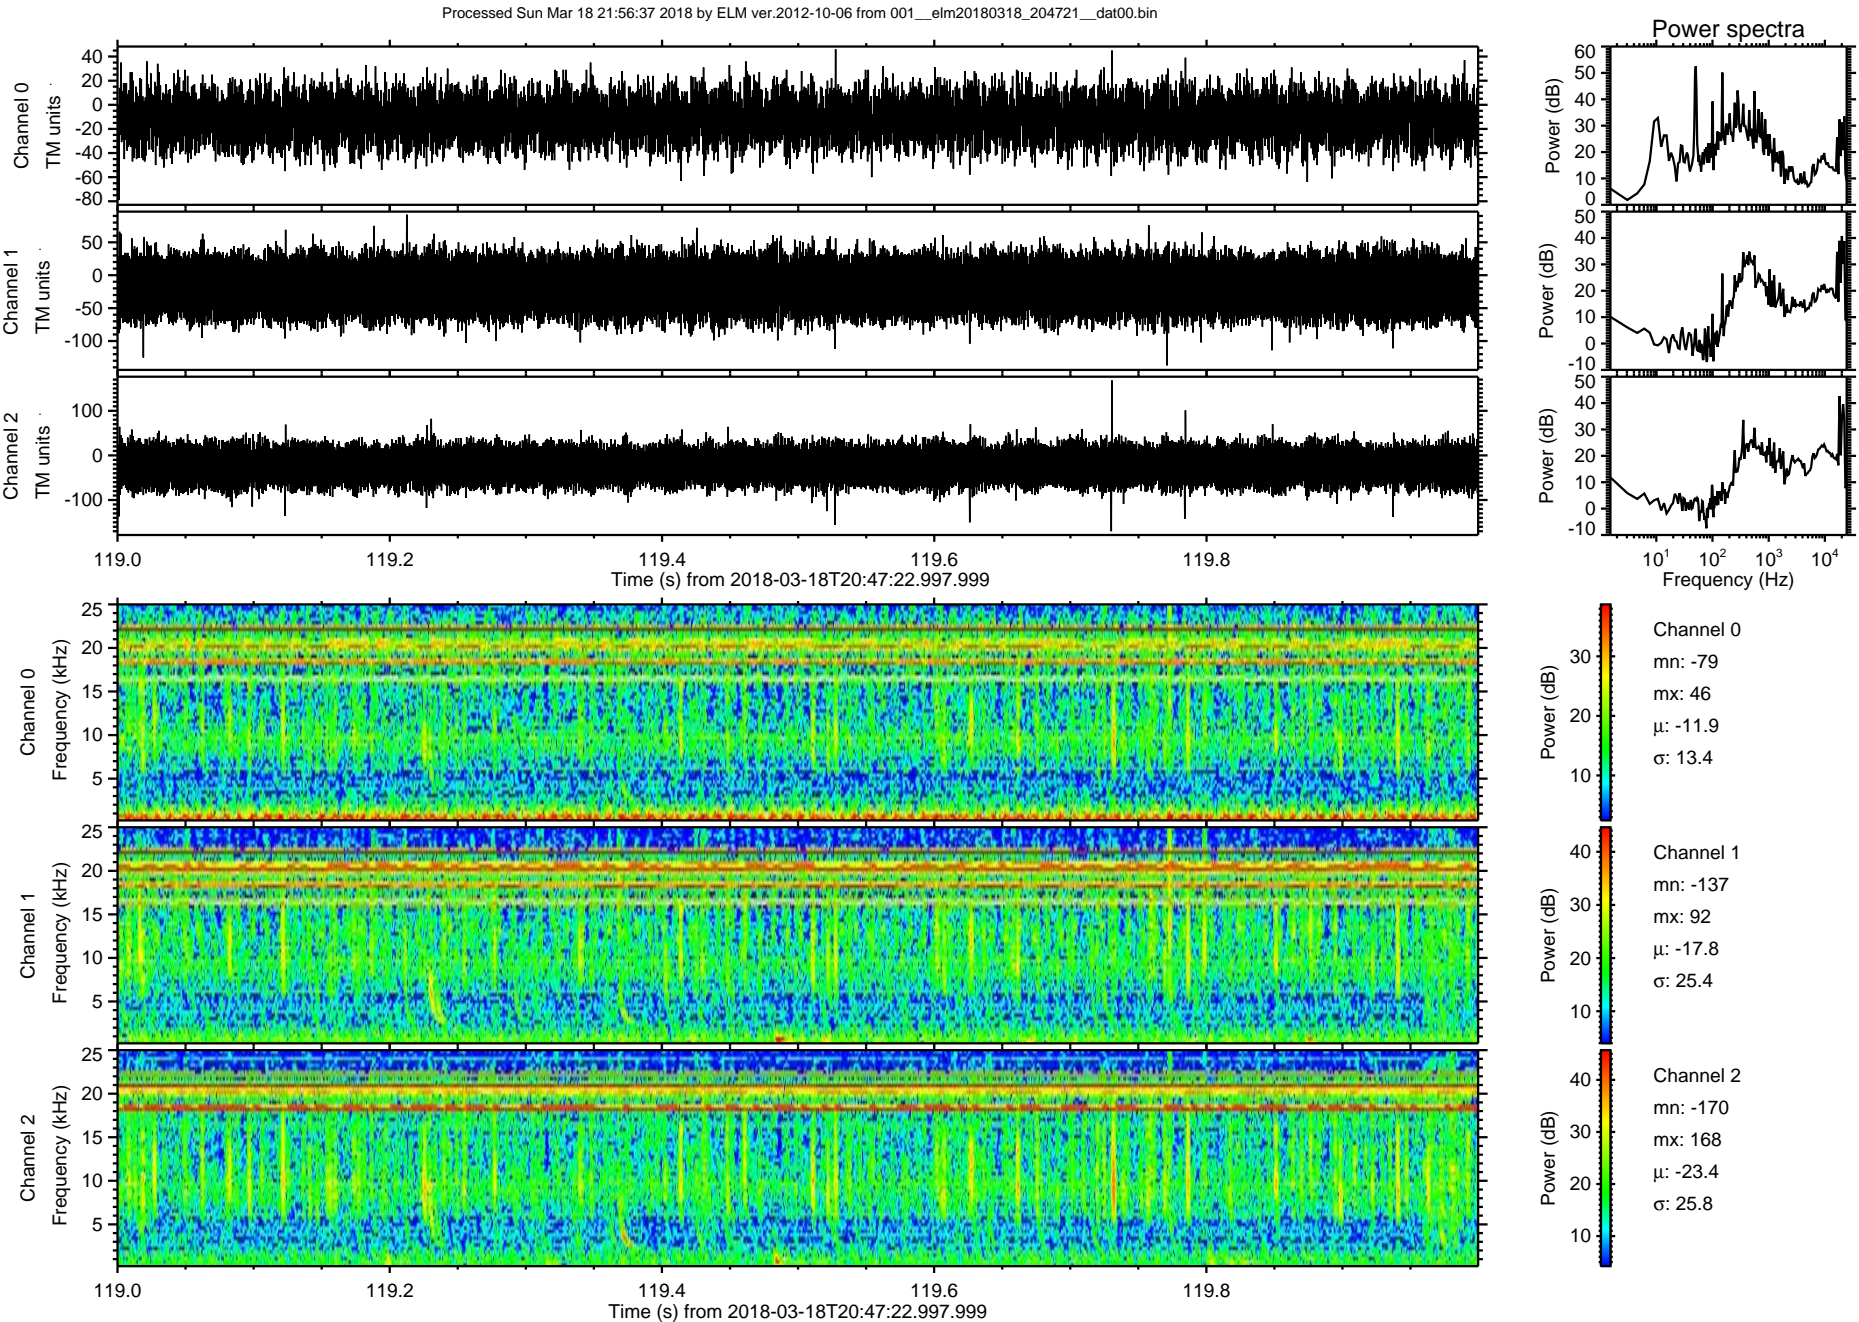 Processed Sun Mar 18 21:56:37 2018 by ELM ver.2012-10-06 from 001__elm20180318_204721__dat00.bin
Power spectra
Channel 0
TM units
40
20
0
-20
-40
-60
-80
Power (dB)
60
50
40
30
20
10
0
Channel 1
TM units
50
0
-50
-100
Power (dB)
50
40
30
20
10
0
-10
Channel 2
TM units
100
0
-100
Power (dB)
50
40
30
20
10
0
-10
119.0 119.2 119.4 119.6 119.8
Time (s) from 2018-03-18T20:47:22.997.999
10¹ 10² 10³ 10⁴
Frequency (Hz)
Channel 0
Frequency (kHz)
25
20
15
10
5
Power (dB)
30
20
10
Channel 0
mn: -79
mx: 46
μ: -11.9
σ: 13.4
Channel 1
Frequency (kHz)
25
20
15
10
5
Power (dB)
40
30
20
10
Channel 1
mn: -137
mx: 92
μ: -17.8
σ: 25.4
Channel 2
Frequency (kHz)
25
20
15
10
5
Power (dB)
40
30
20
10
Channel 2
mn: -170
mx: 168
μ: -23.4
σ: 25.8
119.0 119.2 119.4 119.6 119.8
Time (s) from 2018-03-18T20:47:22.997.999